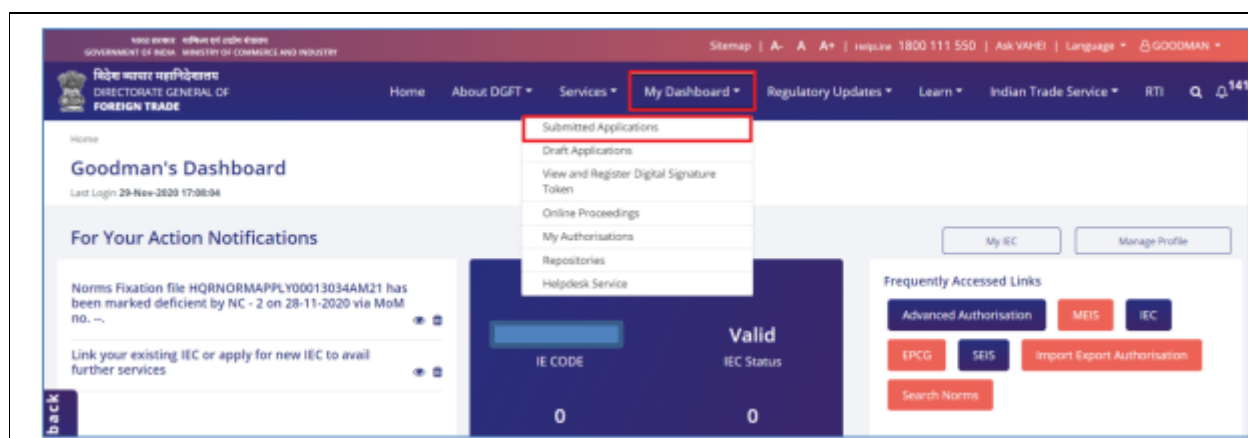 भारत सरकार वाणिज्य एवं उद्योग मंत्रालय
GOVERNMENT OF INDIA MINISTRY OF COMMERCE AND INDUSTRY
Sitemap | A- A A+ | HELPLINE 1800 111 550 | Ask VAHEI | Language GOODMAN
विदेश व्यापार महानिदेशालय
DIRECTORATE GENERAL OF
FOREIGN TRADE
Home About DGFT Services My Dashboard Regulatory Updates Learn Indian Trade Service RTI 141
Submitted Applications
Draft Applications
View and Register Digital Signature
Token
Online Proceedings
My Authorisations
Repositories
Helpdesk Service
Home
Goodman's Dashboard
Last Login 29-Nov-2020 17:08:04
For Your Action Notifications
My IEC Manage Profile
Norms Fixation file HQRNORMAPPLY00013034AM21 has
been marked deficient by NC - 2 on 28-11-2020 via MoM
no. --.
Link your existing IEC or apply for new IEC to avail
further services
back
Valid
IE CODE IEC Status
0 0
Frequently Accessed Links
Advanced Authorisation MEIS IEC
EPCG SEIS Import Export Authorisation
Search Norms